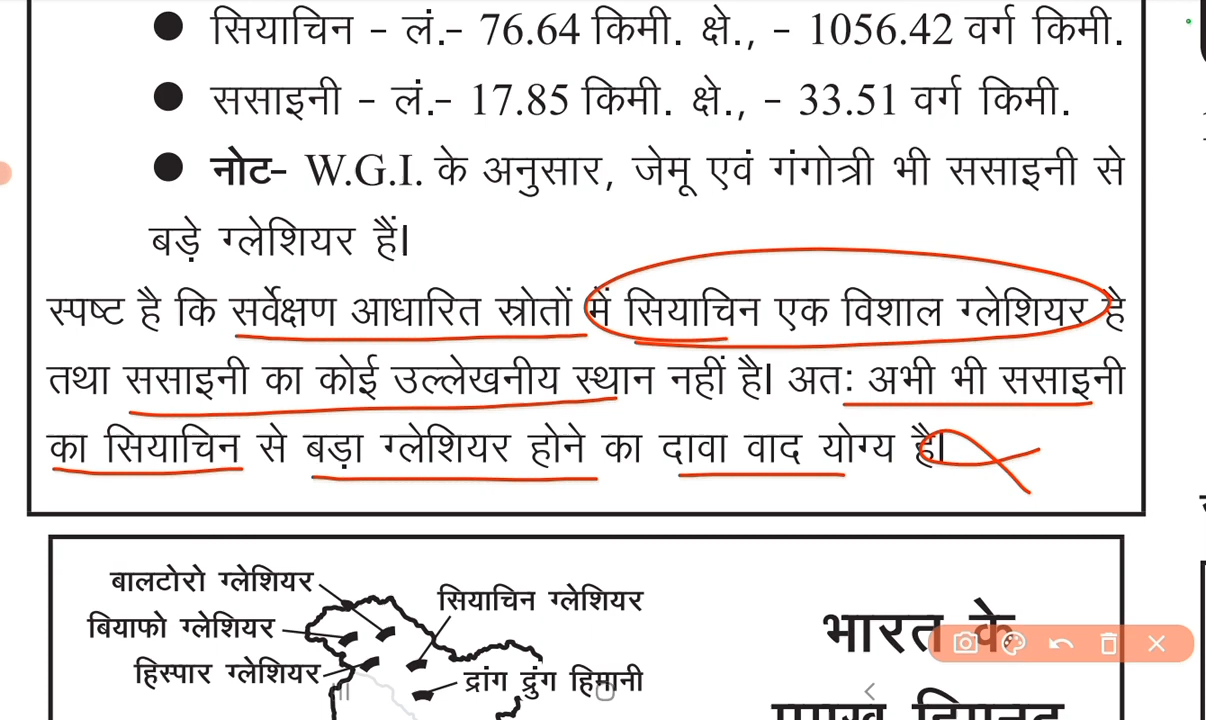 ● सियाचिन - लं.- 76.64 किमी. क्षे., - 1056.42 वर्ग किमी.
● ससाइनी - लं.- 17.85 किमी. क्षे., - 33.51 वर्ग किमी.
● नोट- W.G.I. के अनुसार, जेमू एवं गंगोत्री भी ससाइनी से
बड़े ग्लेशियर हैं।
स्पष्ट है कि सर्वेक्षण आधारित स्रोतों में सियाचिन एक विशाल ग्लेशियर है
तथा ससाइनी का कोई उल्लेखनीय स्थान नहीं है। अतः अभी भी ससाइनी
का सियाचिन से बड़ा ग्लेशियर होने का दावा वाद योग्य है।
बालटोरो ग्लेशियर
सियाचिन ग्लेशियर
बियाफो ग्लेशियर
हिस्पार ग्लेशियर
द्रांग द्रुंग हिमानी
भारत के